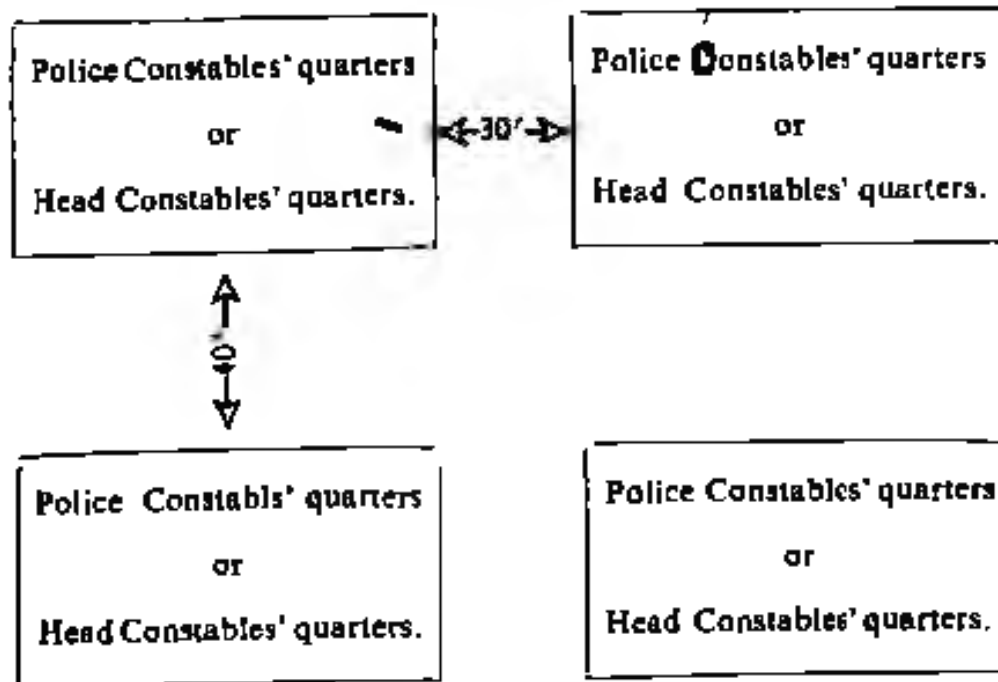 Police Constables' quarters
or
Head Constables' quarters.
30'
Police Constables' quarters
or
Head Constables' quarters.
Police Constabls' quarters
or
Head Constables' quarters.
Police Constables' quarters
or
Head Constables' quarters.